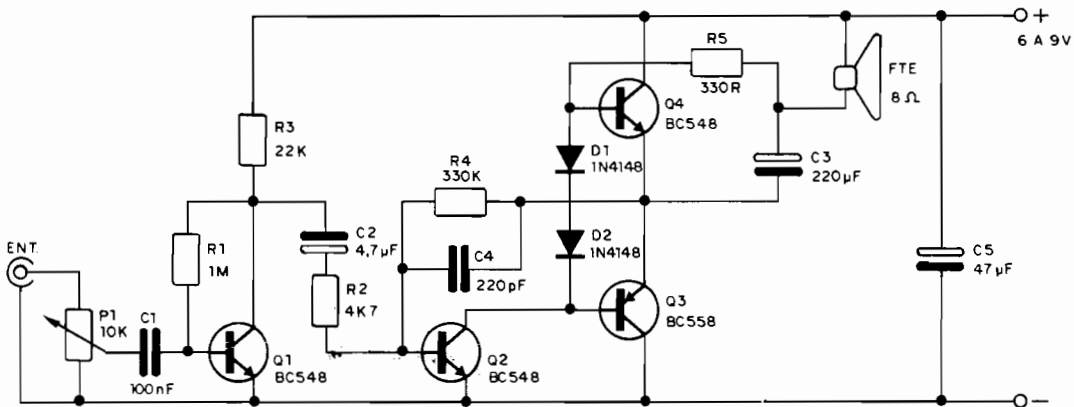 +
6 A 9V
R5
330R
FTE
8Ω
Q4
BC548
R3
22K
D1
1N4148
R4
330K
C3
220µF
ENT.
R1
1M
C2
4,7µF
D2
1N4148
C4
220pF
C5
47µF
R2
4K7
P1
10K
C1
100nF
Q3
BC558
Q1
BC548
Q2
BC548
−